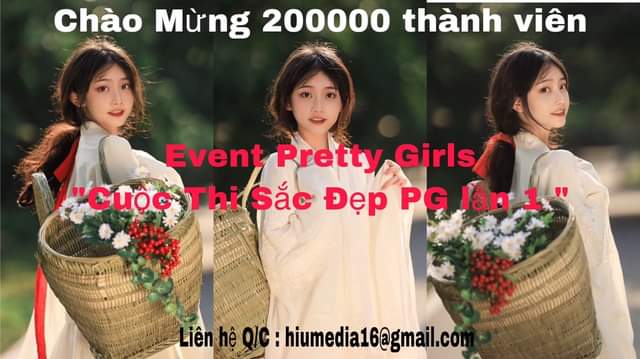 Chào Mừng 200000 thành viên
Event Pretty Girls
"Cuộc Thi Sắc Đẹp PG lần 1 "
Liên hệ Q/C : hiumedia16@gmail.com